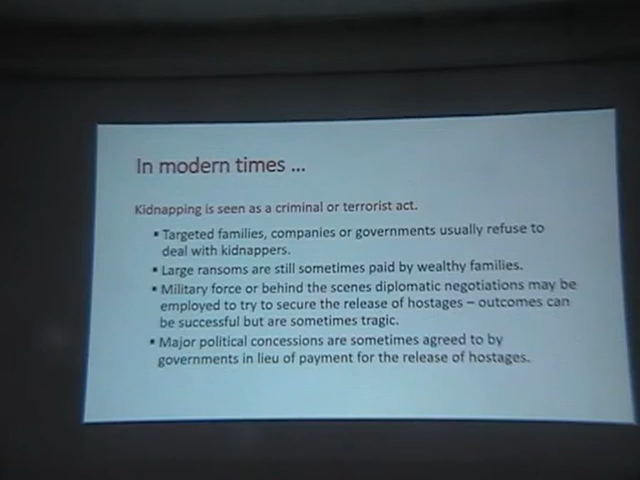 In modern times ...
Kidnapping is seen as a criminal or terrorist act.
▪ Targeted families, companies or governments usually refuse to
deal with kidnappers.
▪ Large ransoms are still sometimes paid by wealthy families.
▪ Military force or behind the scenes diplomatic negotiations may be
employed to try to secure the release of hostages – outcomes can
be successful but are sometimes tragic.
▪ Major political concessions are sometimes agreed to by
governments in lieu of payment for the release of hostages.